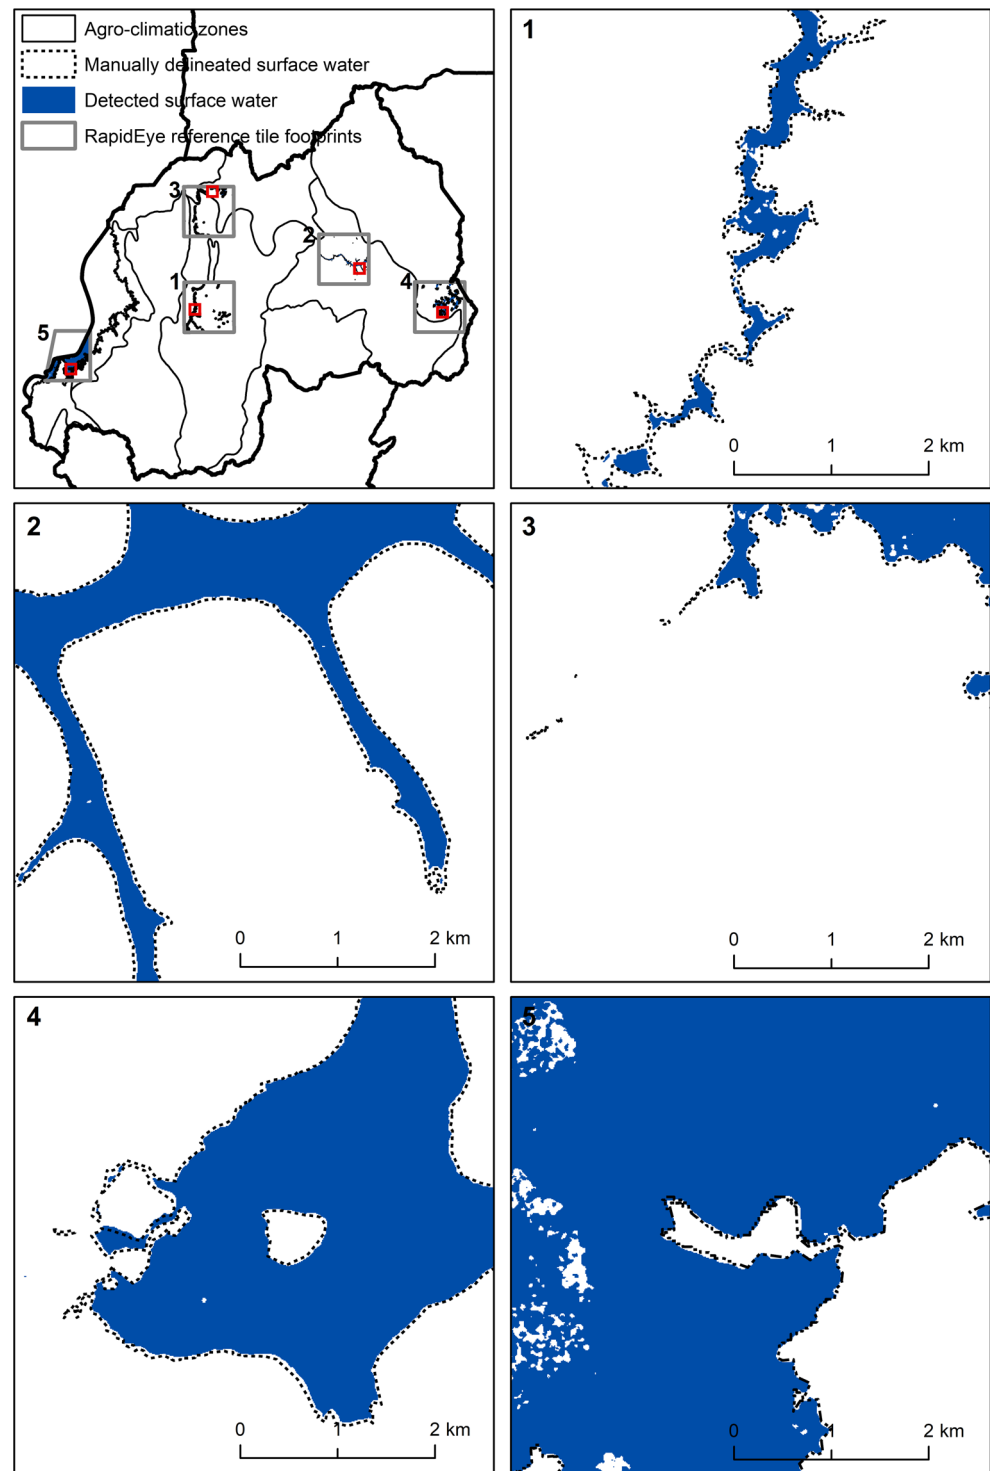 Agro-climatic zones
Manually delineated surface water
Detected surface water
RapidEye reference tile footprints
3
2
1
4
5
1
0 1 2 km
2
0 1 2 km
3
0 1 2 km
4
0 1 2 km
5
0 1 2 km